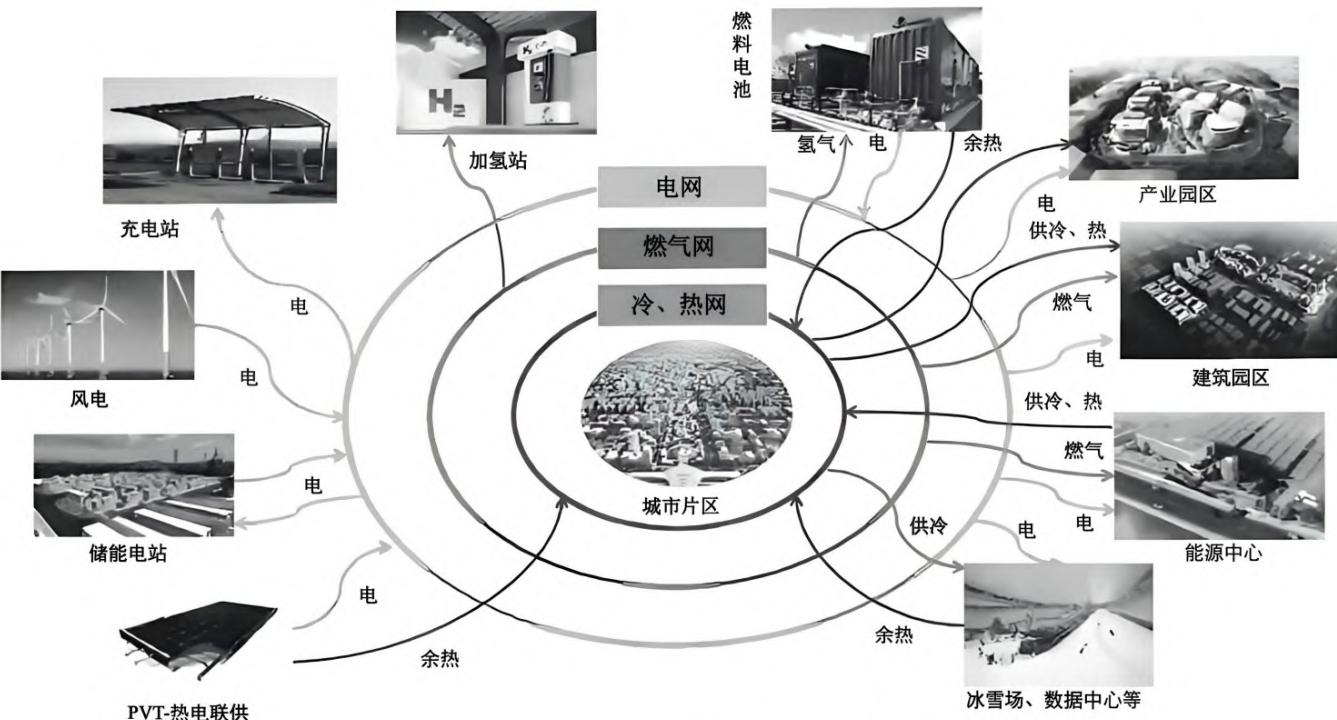 燃料电池
H₂
加氢站
氢气
电
余热
产业园区
电
供冷、热
充电站
电网
燃气网
冷、热网
电
燃气
电
建筑园区
风电
电
供冷、热
燃气
电
能源中心
储能电站
电
城市片区
供冷
电
PVT-热电联供
电
余热
余热
冰雪场、数据中心等